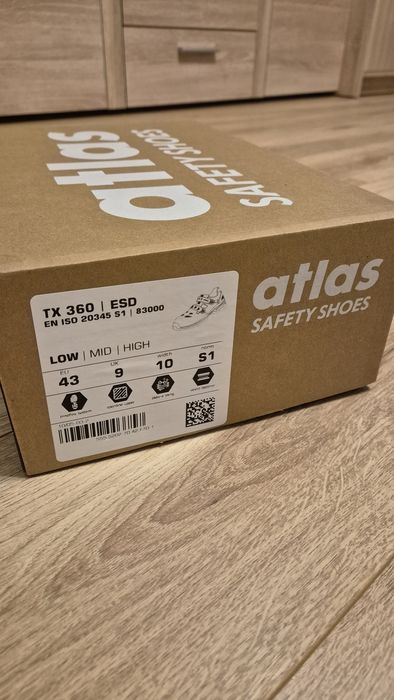 atlas
SAFETY SHOES
atlas
SAFETY SHOES
TX 360 | ESD
EN ISO 20345 S1 | 83000
LOW | MID | HIGH
EU UK width norm
43 9 10 S1